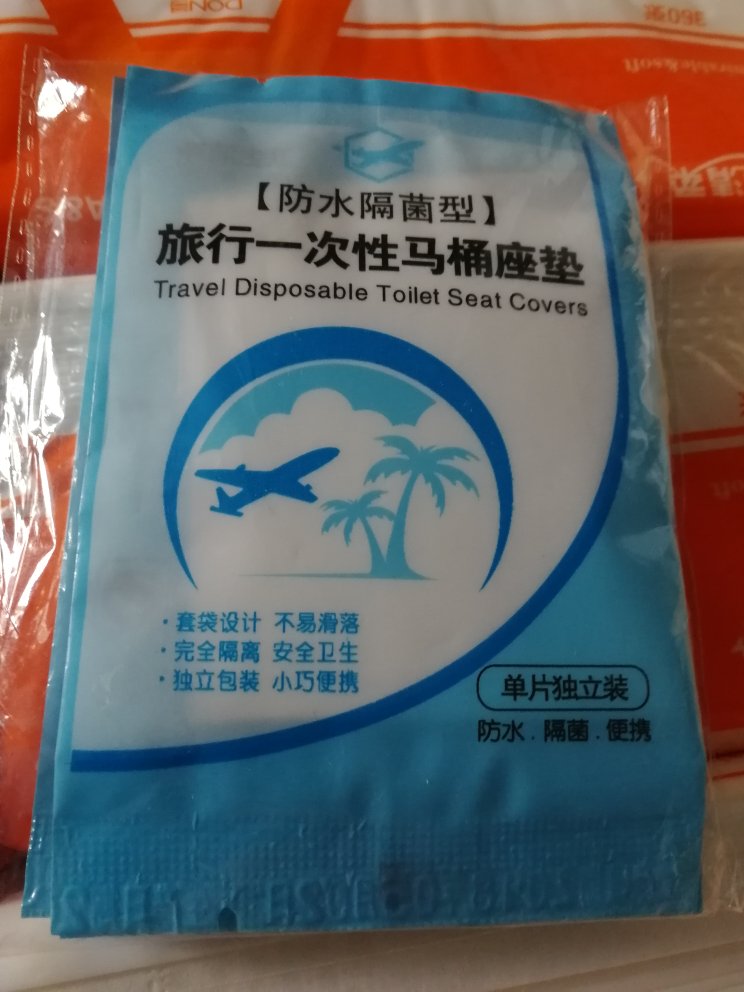 【防水隔菌型】
旅行一次性马桶座垫
Travel Disposable Toilet Seat Covers
·套袋设计 不易滑落
·完全隔离 安全卫生
·独立包装 小巧便携
单片独立装
防水.隔菌.便携